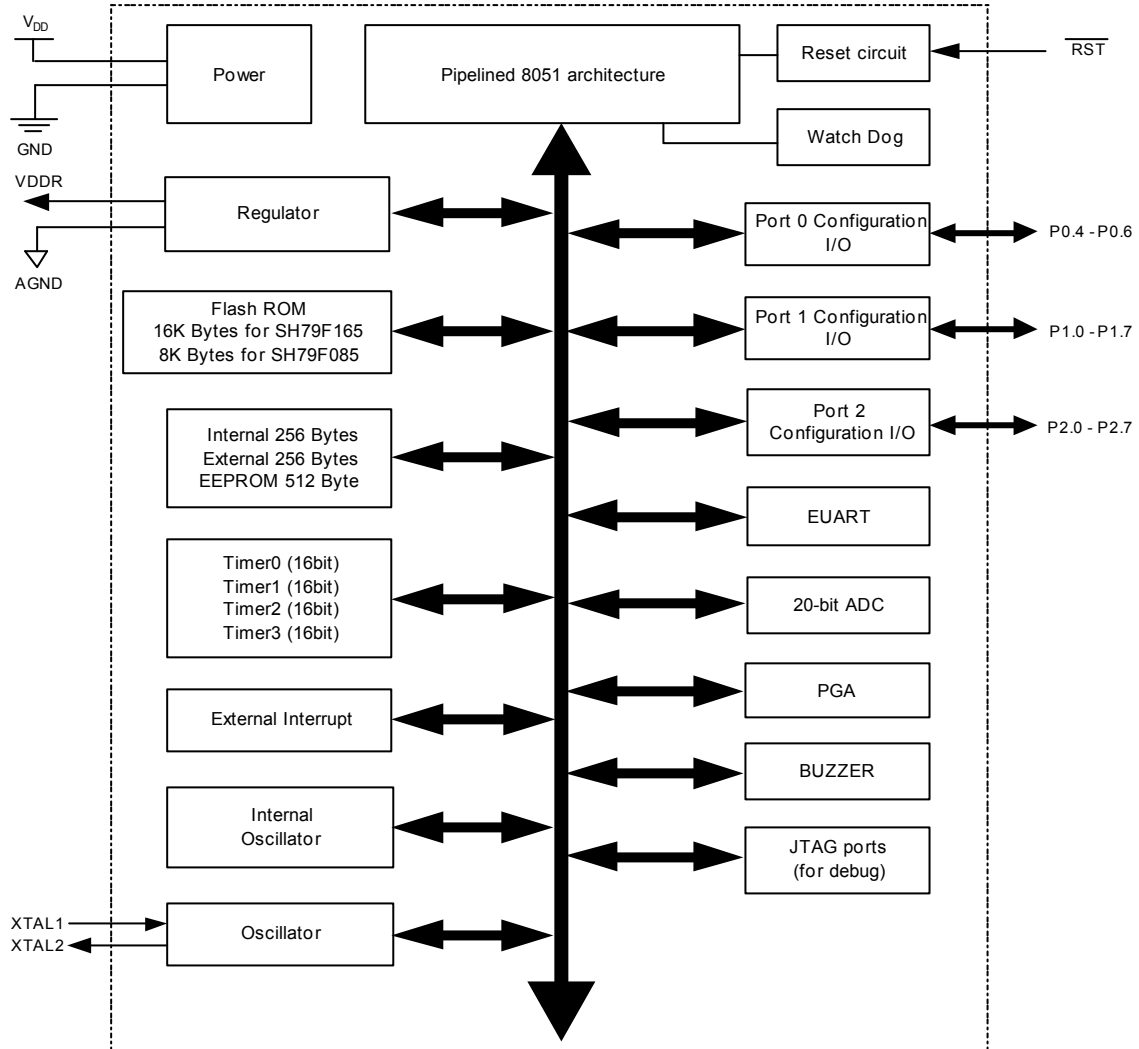 VDD
Power
Pipelined 8051 architecture
Reset circuit
RST
GND
Watch Dog
VDDR
Regulator
AGND
Port 0 Configuration
I/O
P0.4 - P0.6
Flash ROM
16K Bytes for SH79F165
8K Bytes for SH79F085
Port 1 Configuration
I/O
P1.0 - P1.7
Internal 256 Bytes
External 256 Bytes
EEPROM 512 Byte
Port 2
Configuration I/O
P2.0 - P2.7
EUART
Timer0 (16bit)
Timer1 (16bit)
Timer2 (16bit)
Timer3 (16bit)
20-bit ADC
External Interrupt
PGA
BUZZER
Internal
Oscillator
JTAG ports
(for debug)
XTAL1
XTAL2
Oscillator